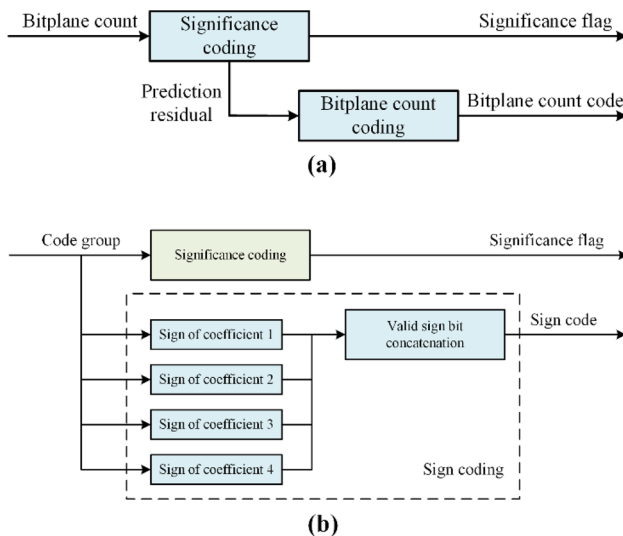 Bitplane count
Significance
coding
Significance flag
Prediction
residual
Bitplane count
coding
Bitplane count code
(a)
Code group
Significance coding
Significance flag
Sign of coefficient 1
Valid sign bit
concatenation
Sign code
Sign of coefficient 2
Sign of coefficient 3
Sign of coefficient 4
Sign coding
(b)